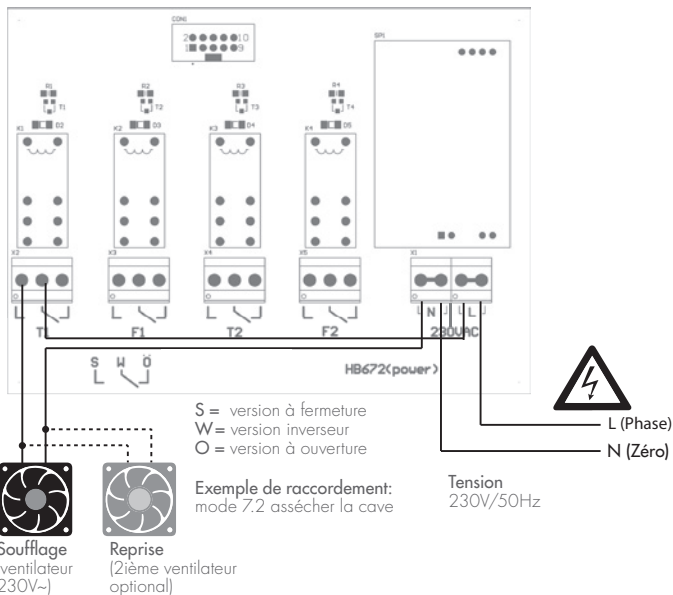 CON1
2 10
1 9
SP1
R1 R2 R3 R4
T1 T2 T3 T4
D2 D3 D4 D5
K1 K2 K3 K4
X2 X3 X4 X5 X1
N L
T1 F1 T2 F2 230VAC
S W Ö
HB672(power)
S = version à fermeture
W = version inverseur
O = version à ouverture
L (Phase)
N (Zéro)
Exemple de raccordement:
mode 7.2 assécher la cave
Tension
230V/50Hz
Soufflage
ventilateur
230V~)
Reprise
(2ième ventilateur
optional)